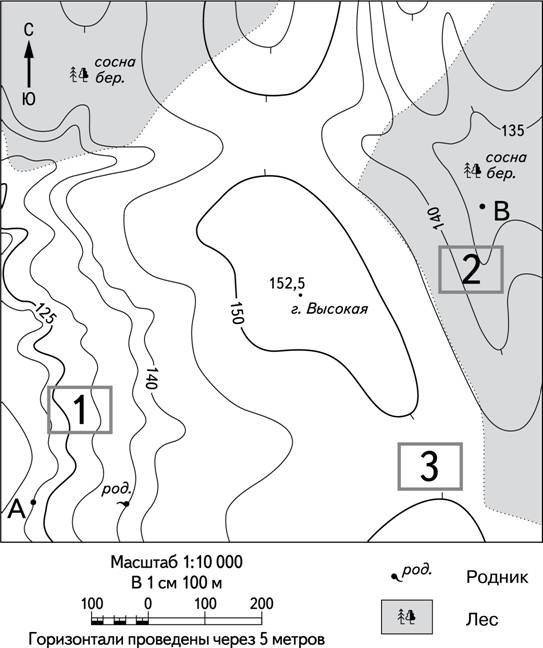 С
Ю
сосна
бер.
135
сосна
бер.
В
140
2
152,5
г. Высокая
150
125
140
1
3
род.
А
Масштаб 1:10 000
В 1 см 100 м
100 0 100 200
Горизонтали проведены через 5 метров
род. Родник
Лес